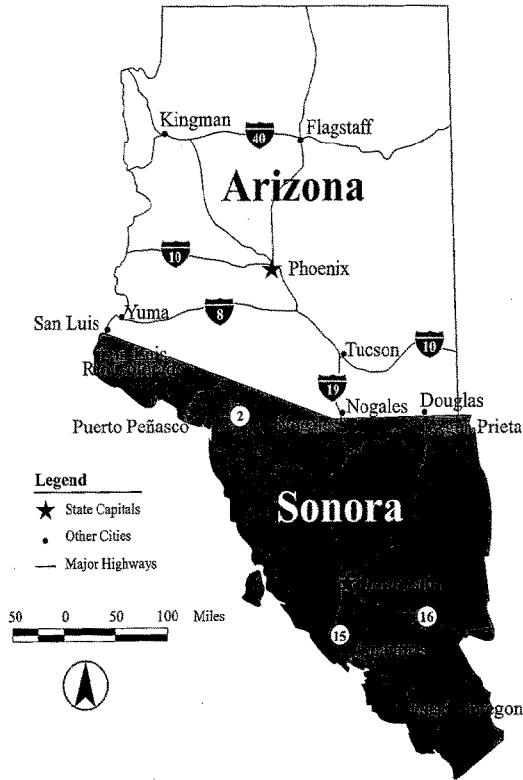 Kingman
40
Flagstaff
Arizona
10
Phoenix
Yuma
8
San Luis
Tucson
10
19
Nogales
Douglas
2
Puerto Peñasco
Prieta
Legend
State Capitals
Other Cities
Major Highways
Sonora
50 0 50 100 Miles
15
16